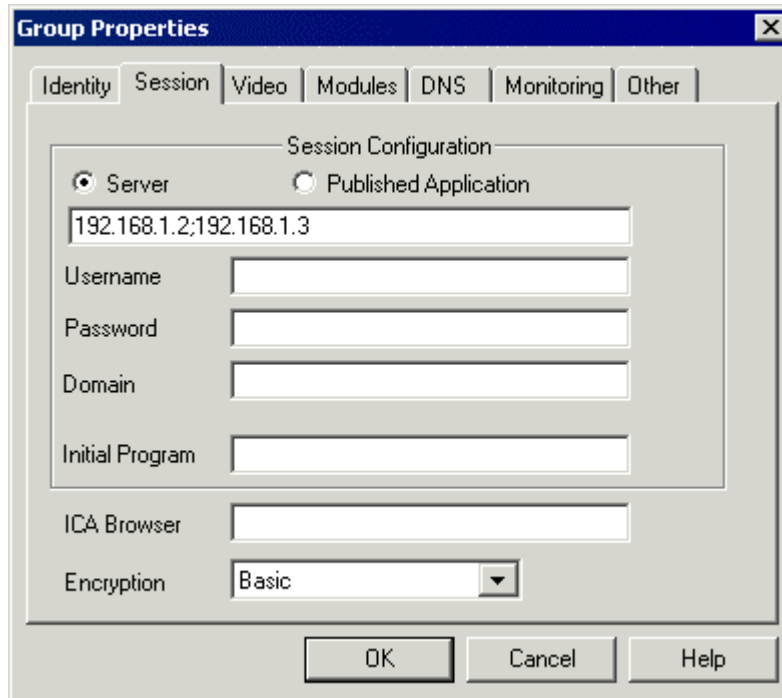 Group Properties
Identity Session Video Modules DNS Monitoring Other
Session Configuration
Server Published Application
192.168.1.2;192.168.1.3
Username
Password
Domain
Initial Program
ICA Browser
Encryption Basic
OK Cancel Help